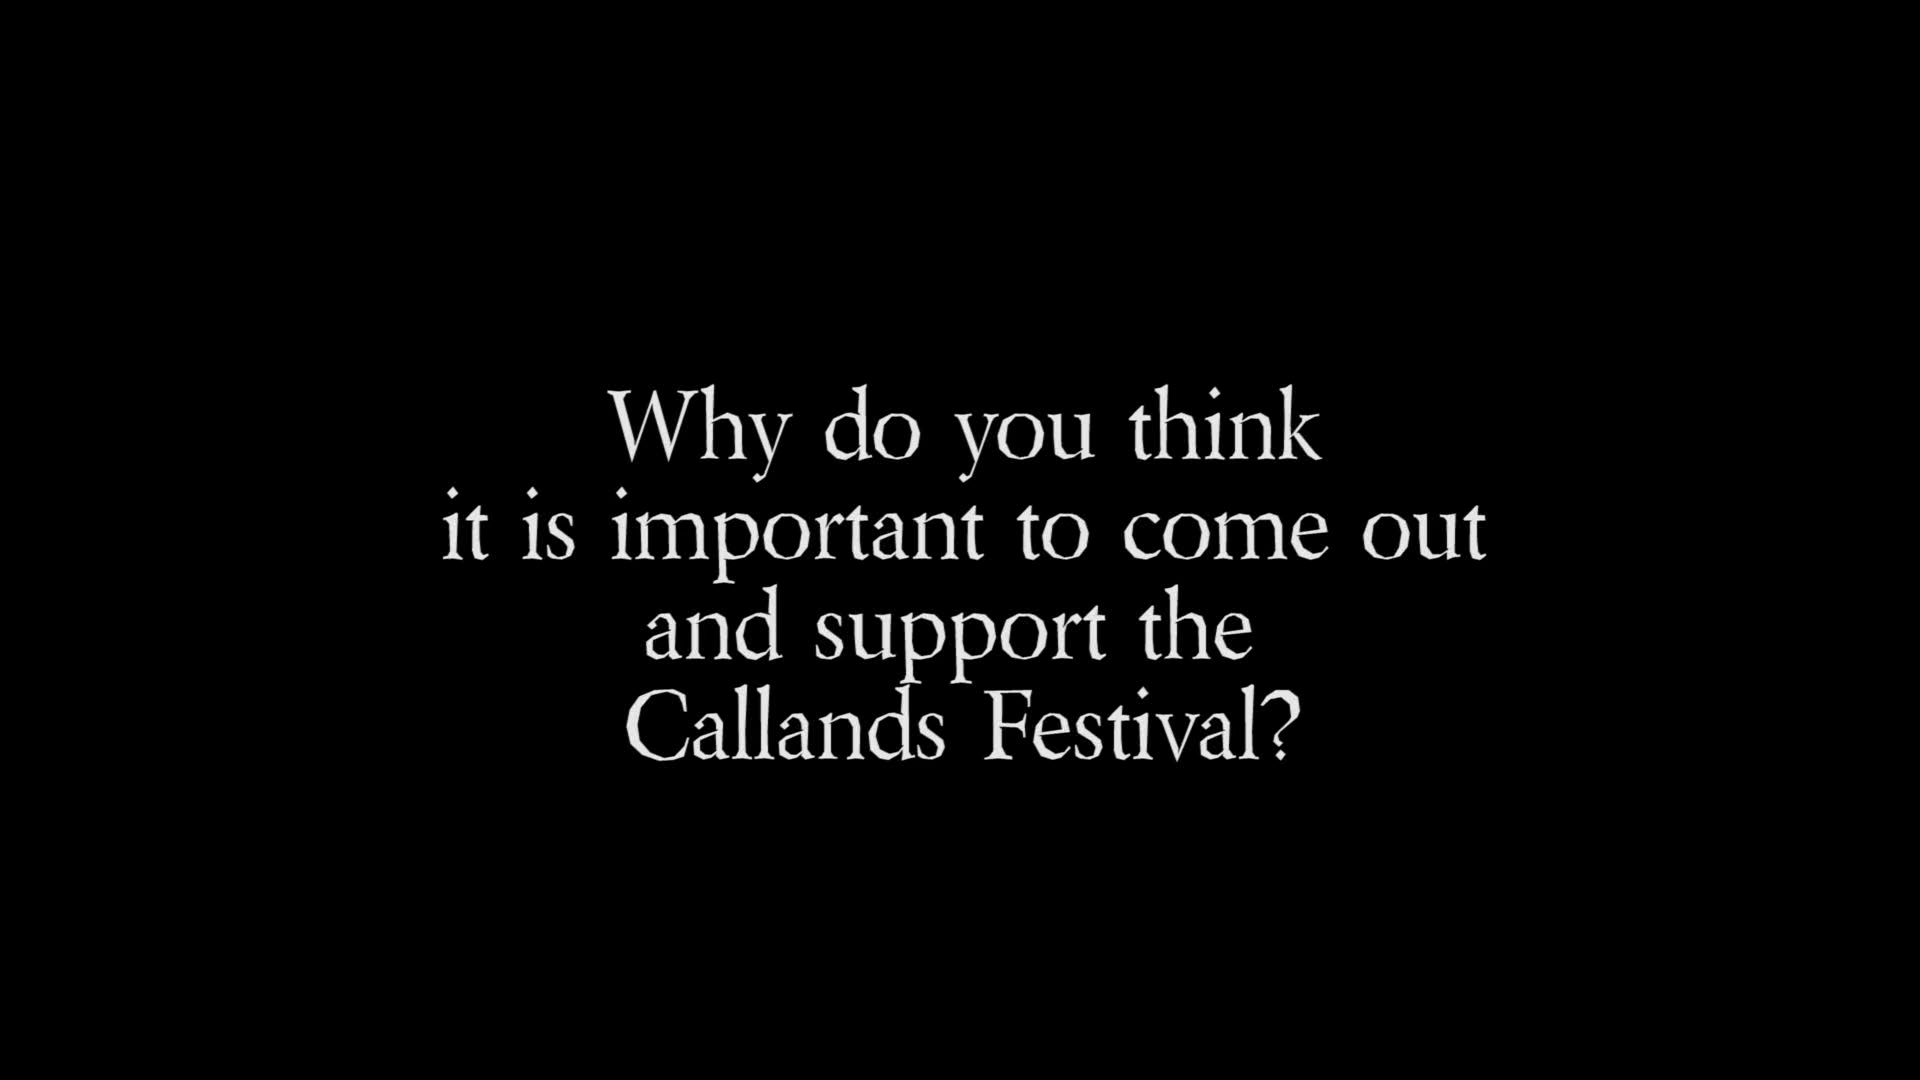 Why do you think
it is important to come out
and support the
Callands Festival?